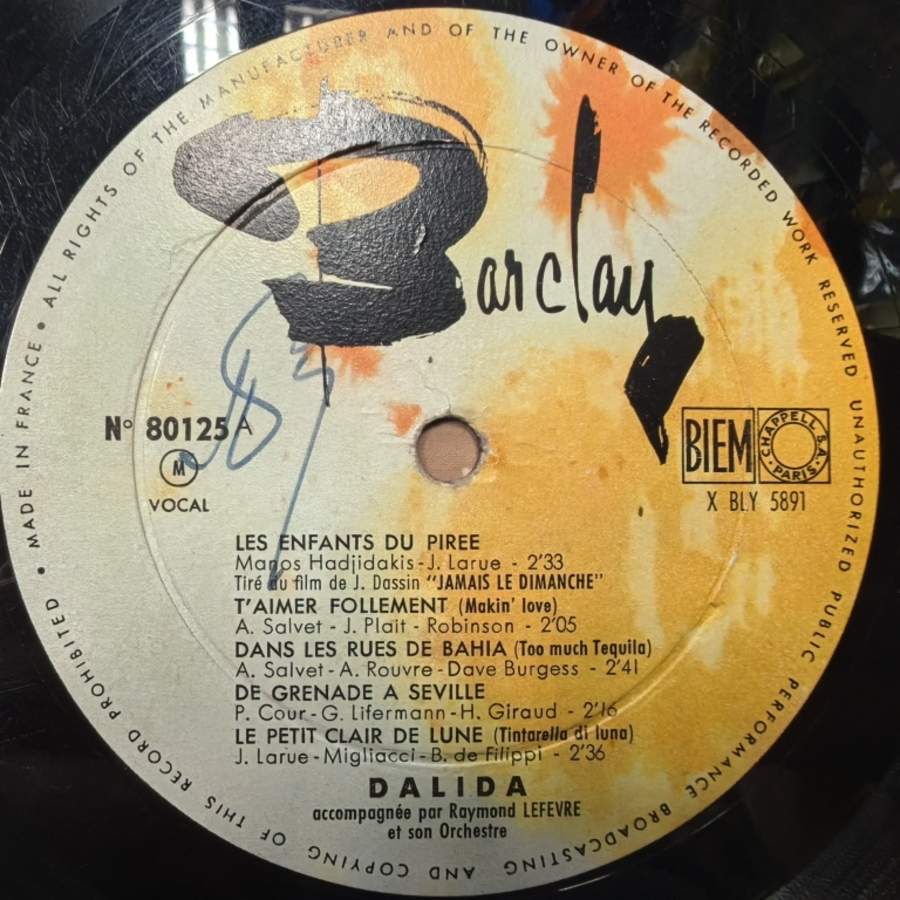 MADE IN FRANCE • ALL RIGHTS OF THE MANUFACTURER AND OF THE OWNER OF THE RECORDED WORK RESERVED UNAUTHORIZED PUBLIC PERFORMANCE BROADCASTING AND COPYING OF THIS RECORD PROHIBITED •
Barclay
N° 80125 A
M
VOCAL
BIEM
CHAPPELL S.A. PARIS
X BLY 5891
LES ENFANTS DU PIREE
Manos Hadjidakis - J. Larue - 2'33
Tiré du film de J. Dassin "JAMAIS LE DIMANCHE"
T'AIMER FOLLEMENT (Makin' love)
A. Salvet - J. Plait - Robinson - 2'05
DANS LES RUES DE BAHIA (Too much Tequila)
A. Salvet - A. Rouvre - Dave Burgess - 2'41
DE GRENADE A SEVILLE
P. Cour - G. Lifermann - H. Giraud - 2'16
LE PETIT CLAIR DE LUNE (Tintarella di luna)
J. Larue - Migliacci - B. de Filippi - 2'36
DALIDA
accompagnée par Raymond LEFEVRE
et son Orchestre